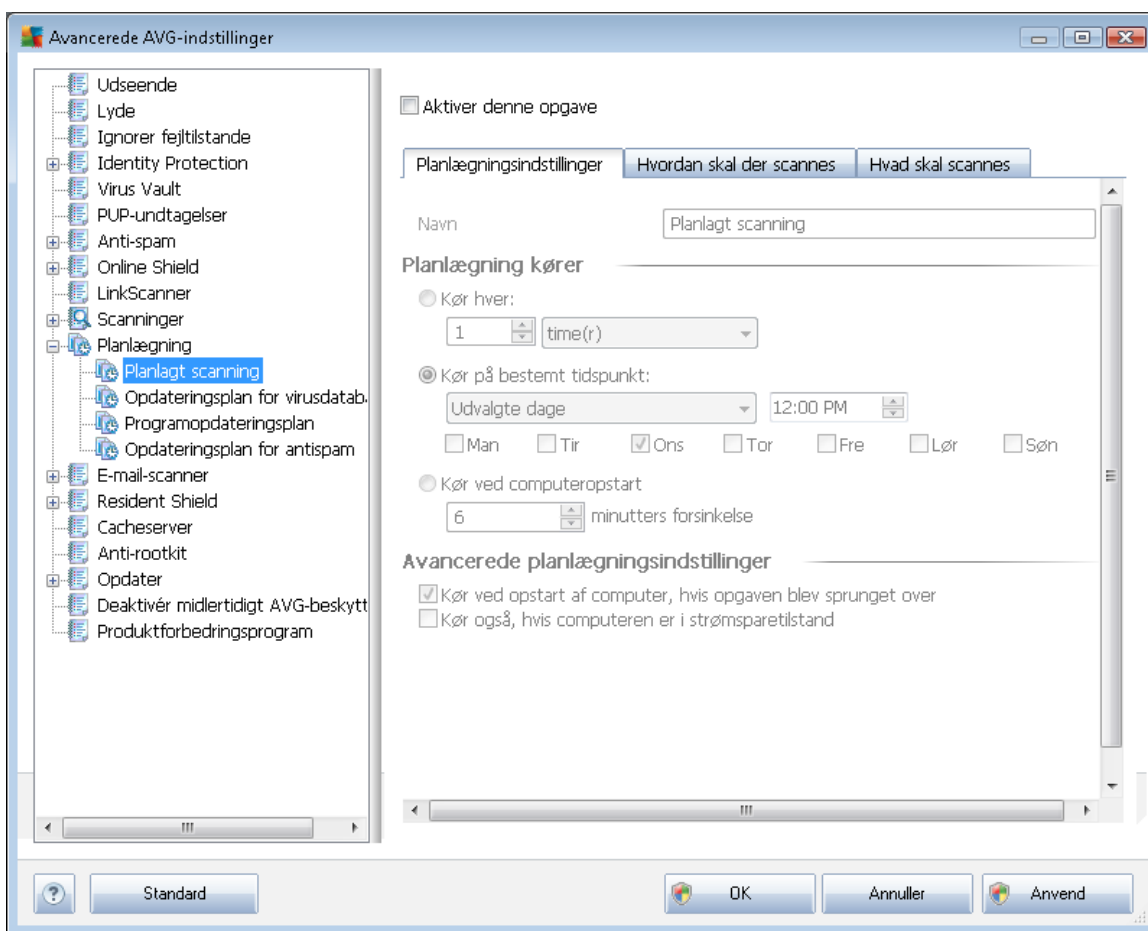 Avancerede AVG-indstillinger
Udseende
Lyde
Ignorer fejltilstande
Identity Protection
Virus Vault
PUP-undtagelser
Anti-spam
Online Shield
LinkScanner
Scanninger
Planlægning
Planlagt scanning
Opdateringsplan for virusdatab.
Programopdateringsplan
Opdateringsplan for antispam
E-mail-scanner
Resident Shield
Cacheserver
Anti-rootkit
Opdater
Deaktivér midlertidigt AVG-beskytt
Produktforbedringsprogram
Aktiver denne opgave
Planlægningsindstillinger Hvordan skal der scannes Hvad skal scannes
Navn Planlagt scanning
Planlægning kører
Kør hver:
1 time(r)
Kør på bestemt tidspunkt:
Udvalgte dage 12:00 PM
Man Tir Ons Tor Fre Lør Søn
Kør ved computeropstart
6 minutters forsinkelse
Avancerede planlægningsindstillinger
Kør ved opstart af computer, hvis opgaven blev sprunget over
Kør også, hvis computeren er i strømsparetilstand
? Standard OK Annuller Anvend